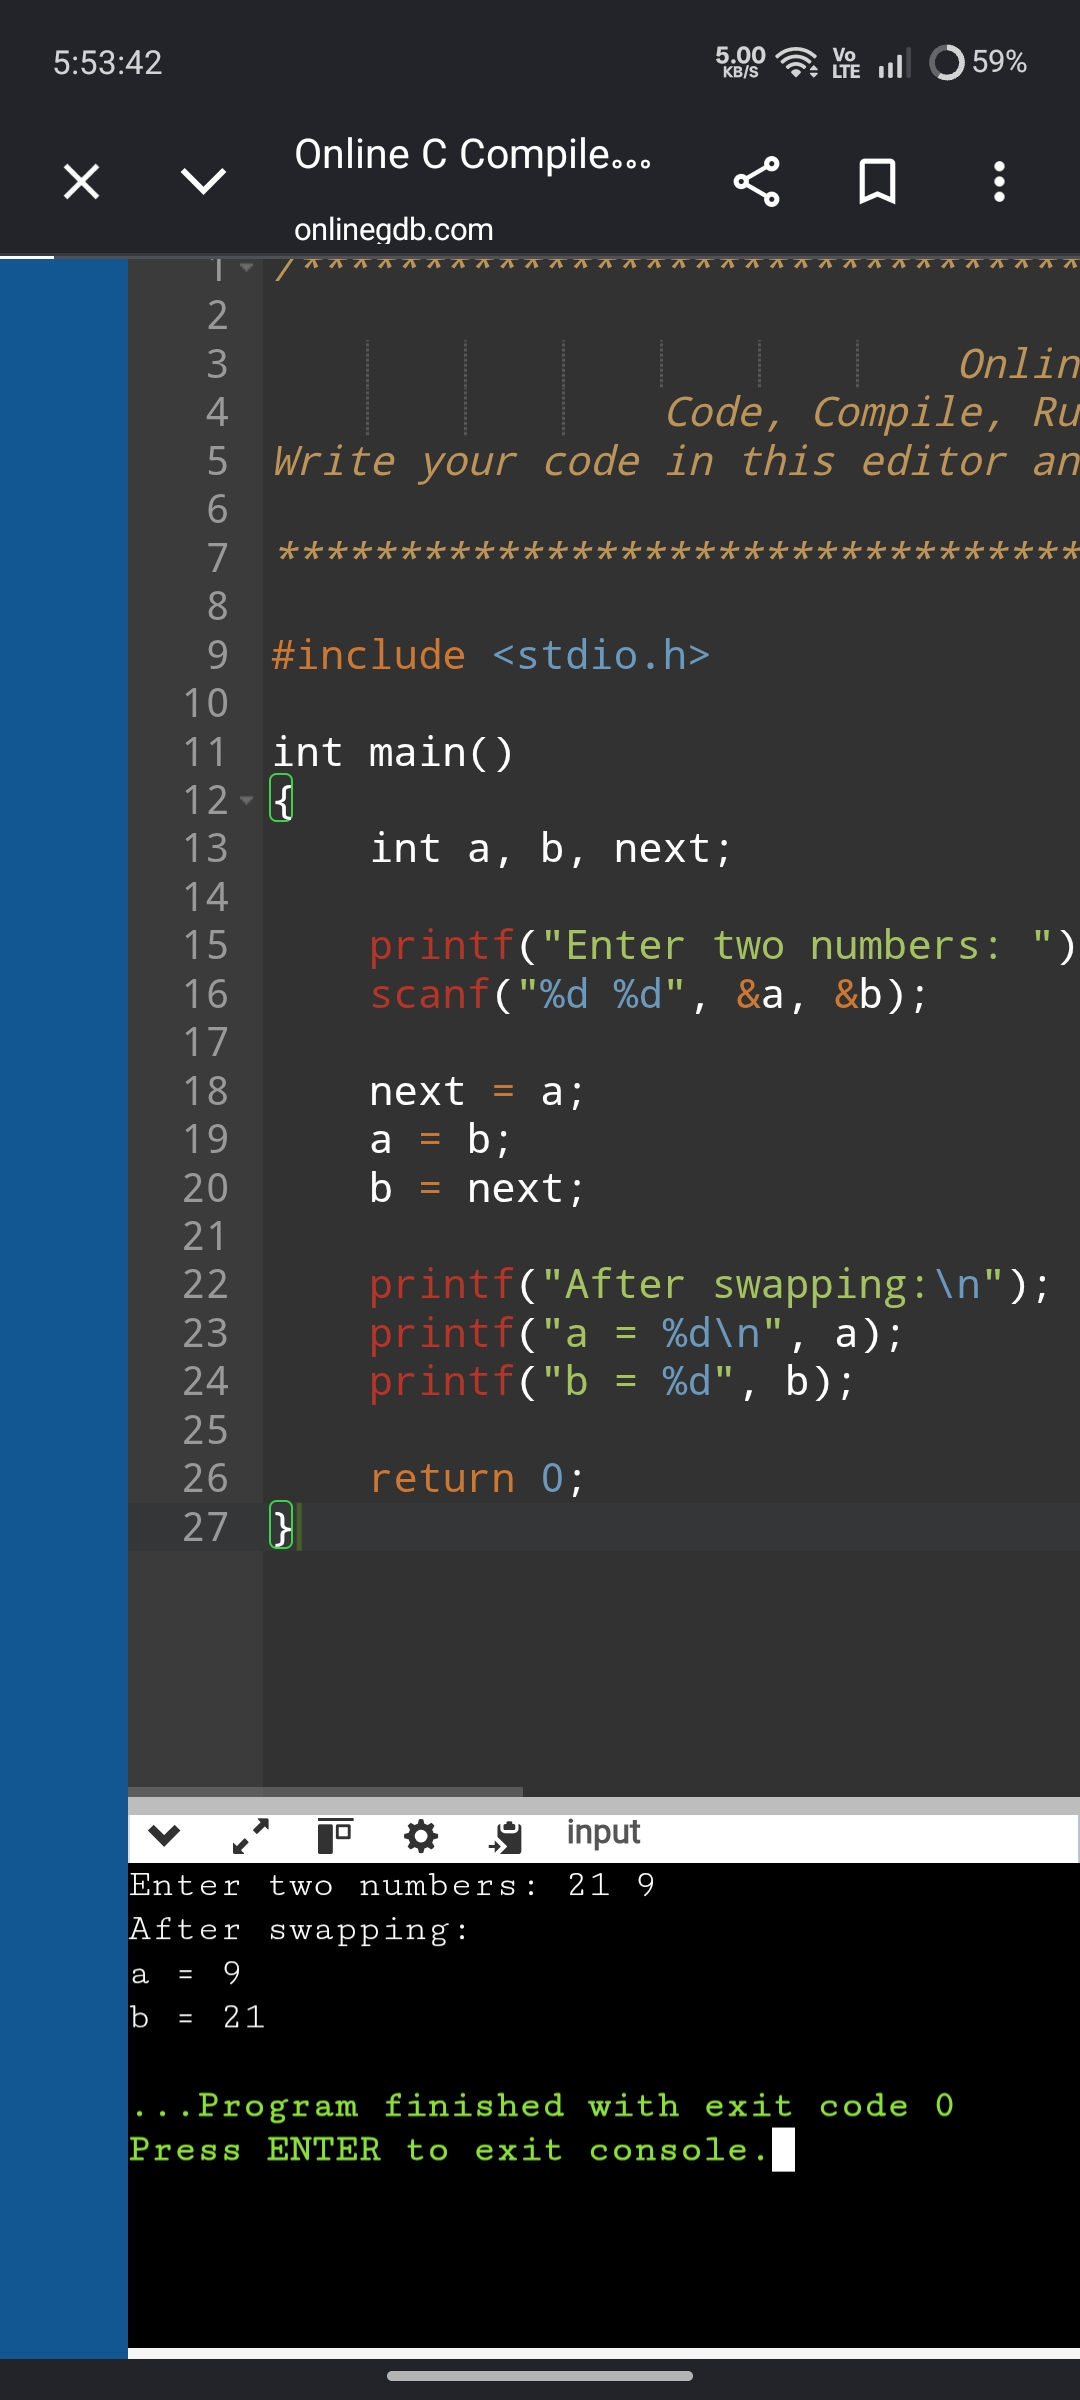 5:53:42
5.00 KB/S Vo LTE 59%
Online C Compile...
onlinegdb.com
1 /*********************************
2
3 Onlin
4 Code, Compile, Ru
5 Write your code in this editor an
6
7 *********************************
8
9 #include <stdio.h>
10
11 int main()
12 {
13 int a, b, next;
14
15 printf("Enter two numbers: ")
16 scanf("%d %d", &a, &b);
17
18 next = a;
19 a = b;
20 b = next;
21
22 printf("After swapping:\n");
23 printf("a = %d\n", a);
24 printf("b = %d", b);
25
26 return 0;
27 }
input
Enter two numbers: 21 9
After swapping:
a = 9
b = 21
...Program finished with exit code 0
Press ENTER to exit console.